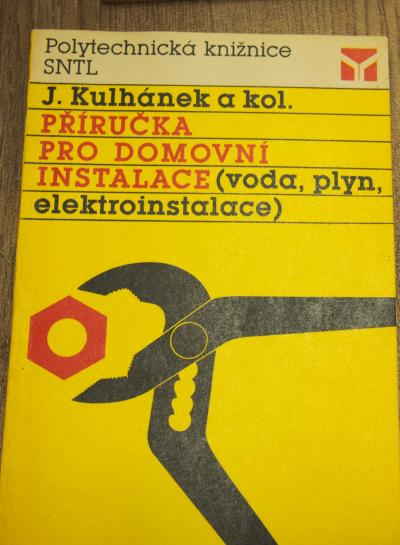 Polytechnická knižnice
SNTL
J. Kulhánek a kol.
PŘÍRUČKA
PRO DOMOVNÍ
INSTALACE (voda, plyn,
elektroinstalace)